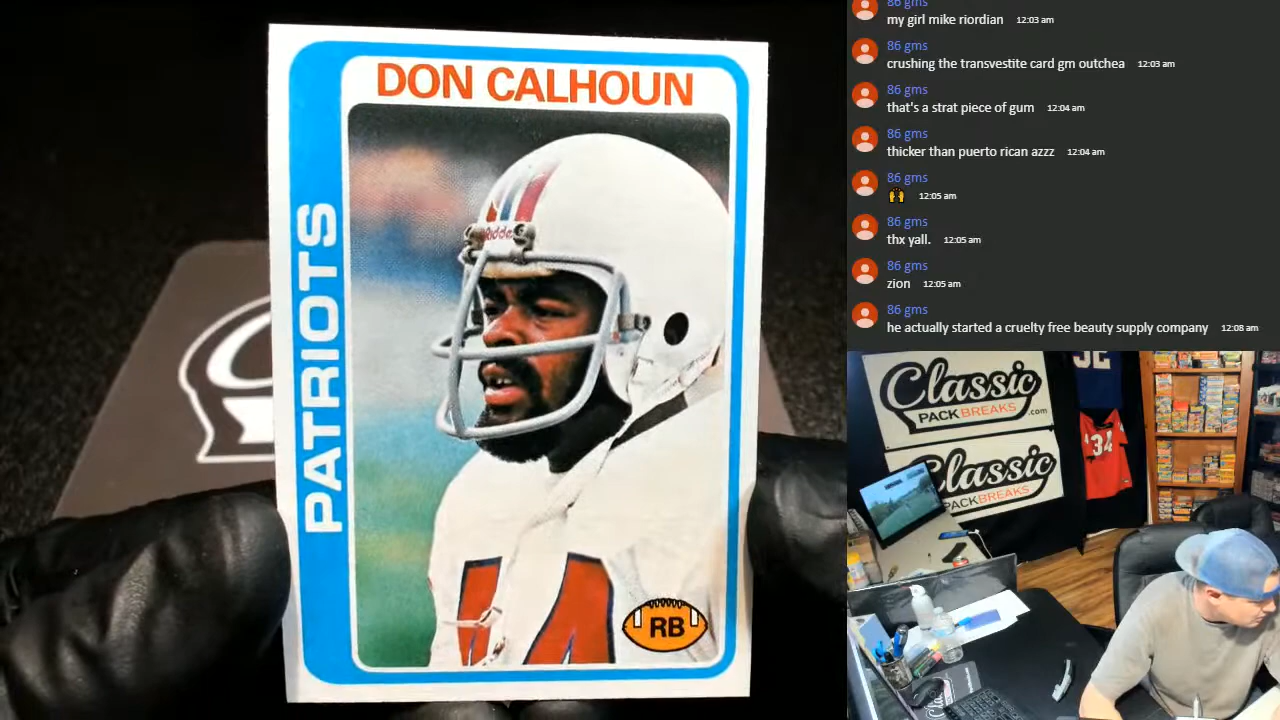 DON CALHOUN
PATRIOTS
Riddell
RB
86 gms
my girl mike riordian 12:03 am
86 gms
crushing the transvestite card gm outchea 12:03 am
86 gms
that's a strat piece of gum 12:04 am
86 gms
thicker than puerto rican azzz 12:04 am
86 gms
🙌 12:05 am
86 gms
thx yall. 12:05 am
86 gms
zion 12:05 am
86 gms
he actually started a cruelty free beauty supply company 12:08 am
Classic
PACKBREAKS.com
Classic
PACKBREAKS
34